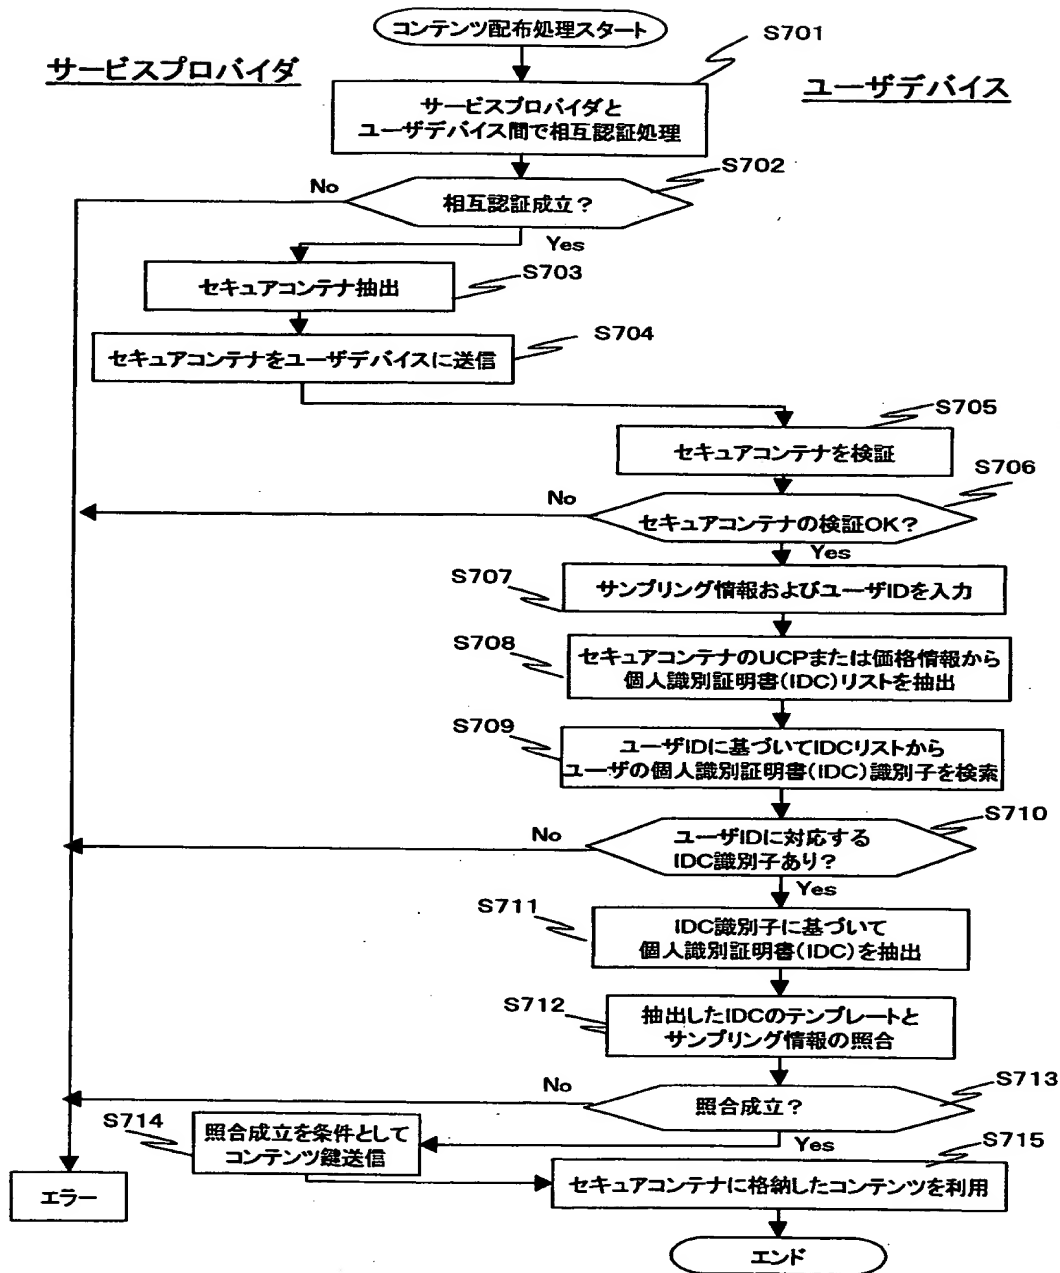 コンテンツ配布処理スタート
S701
サービスプロバイダ
ユーザデバイス
サービスプロバイダと
ユーザデバイス間で相互認証処理
S702
No
相互認証成立?
Yes
S703
セキュアコンテナ抽出
S704
セキュアコンテナをユーザデバイスに送信
S705
セキュアコンテナを検証
S706
No
セキュアコンテナの検証OK?
Yes
S707
サンプリング情報およびユーザIDを入力
S708
セキュアコンテナのUCPまたは価格情報から
個人識別証明書(IDC)リストを抽出
S709
ユーザIDに基づいてIDCリストから
ユーザの個人識別証明書(IDC)識別子を検索
S710
No
ユーザIDに対応する
IDC識別子あり?
Yes
S711
IDC識別子に基づいて
個人識別証明書(IDC)を抽出
S712
抽出したIDCのテンプレートと
サンプリング情報の照合
S713
No
照合成立?
Yes
S714
照合成立を条件として
コンテンツ鍵送信
S715
セキュアコンテナに格納したコンテンツを利用
エラー
エンド